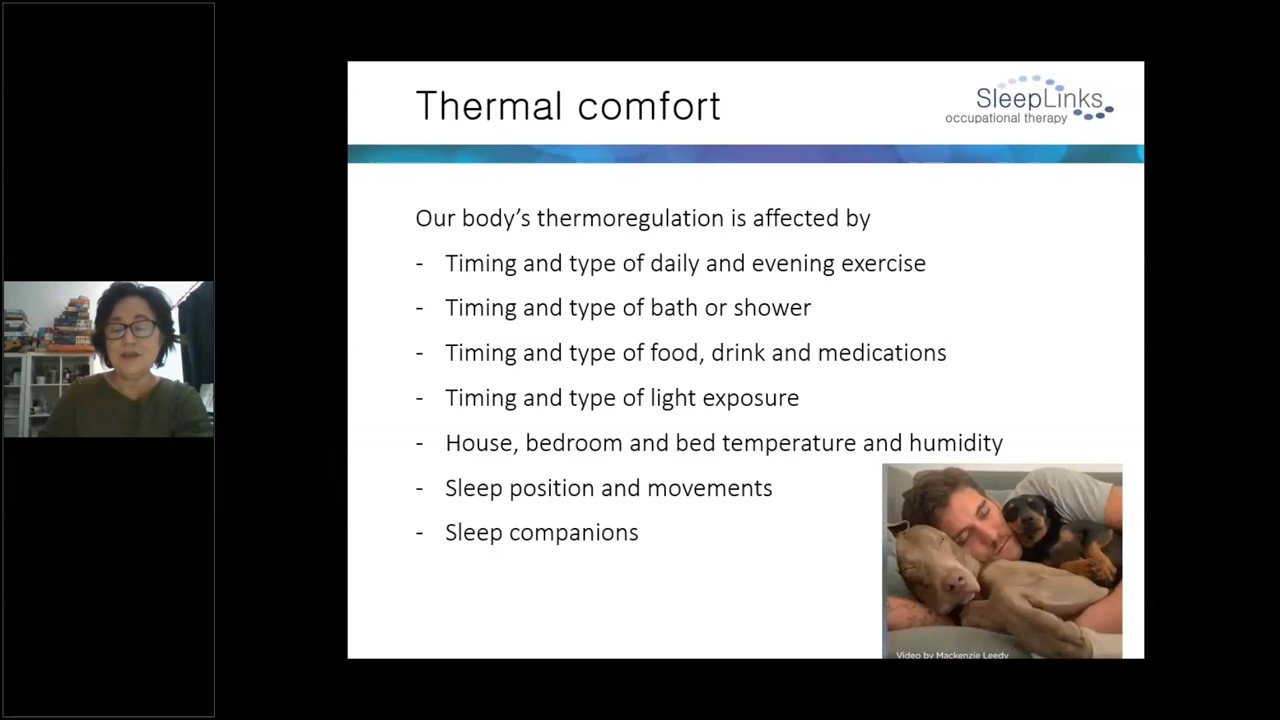 Thermal comfort
SleepLinks
occupational therapy
Our body’s thermoregulation is affected by
- Timing and type of daily and evening exercise
- Timing and type of bath or shower
- Timing and type of food, drink and medications
- Timing and type of light exposure
- House, bedroom and bed temperature and humidity
- Sleep position and movements
- Sleep companions
Video by Mackenzie Leedy